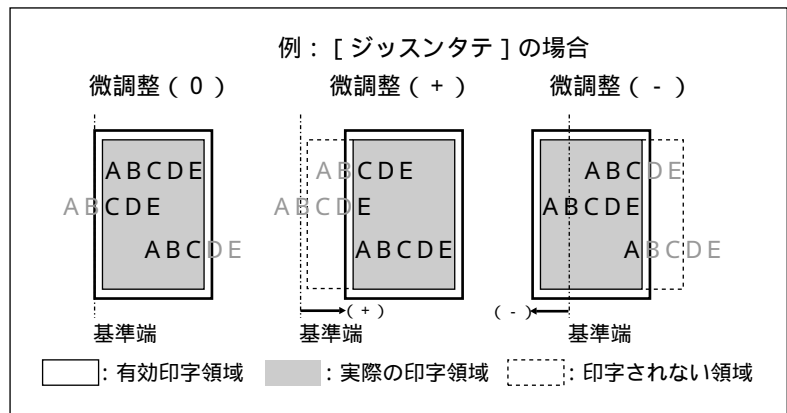 例：[ジッスンタテ]の場合
微調整(0) 微調整(+) 微調整(-)
ABCDE ABCDE ABCDE
ABCDE ABCDE ABCDE
ABCDE ABCDE ABCDE
(+) (-)
基準端 基準端 基準端
：有効印字領域 ：実際の印字領域 ：印字されない領域